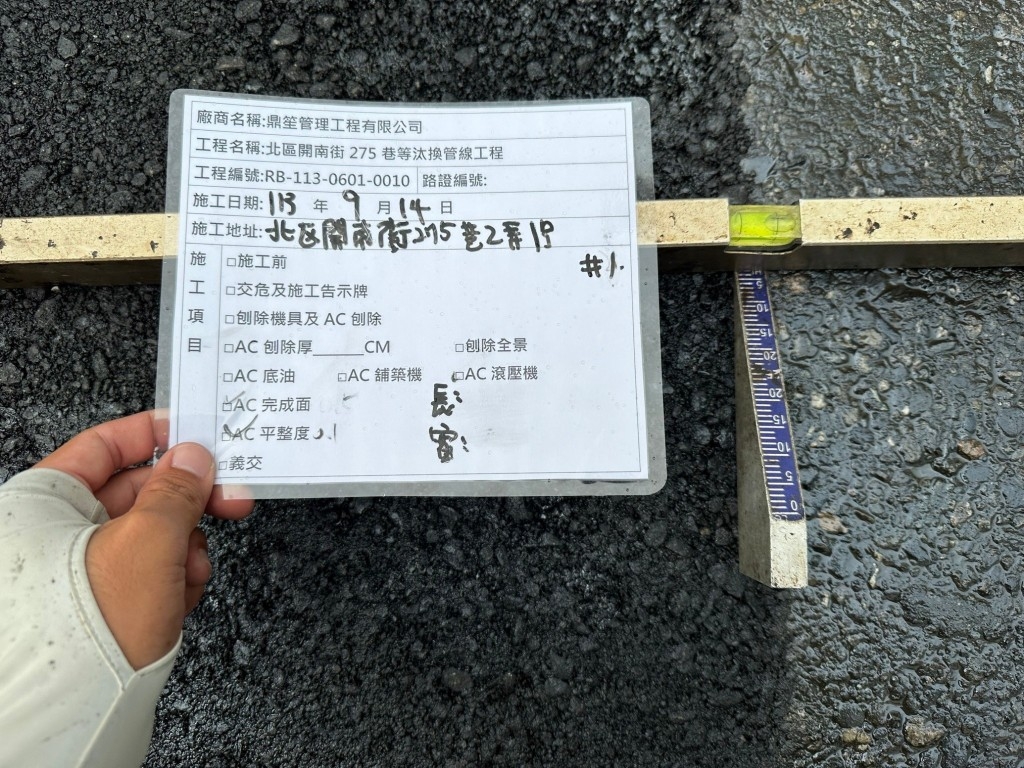 廠商名稱:鼎笙管理工程有限公司
工程名稱:北區開南街 275 巷等汰換管線工程
工程編號:RB-113-0601-0010 路證編號:
施工日期: 113 年 9 月 14 日
施工地址: 北区開南街275巷2弄19
#1.
施工項目
□施工前
□交危及施工告示牌
□刨除機具及 AC 刨除
□AC 刨除厚______CM □刨除全景
□AC 底油 □AC 舖築機 □AC 滾壓機
□AC 完成面 長:
□AC 平整度 0.1 寬:
□義交
5
10
15
20
20
15
10
5
0